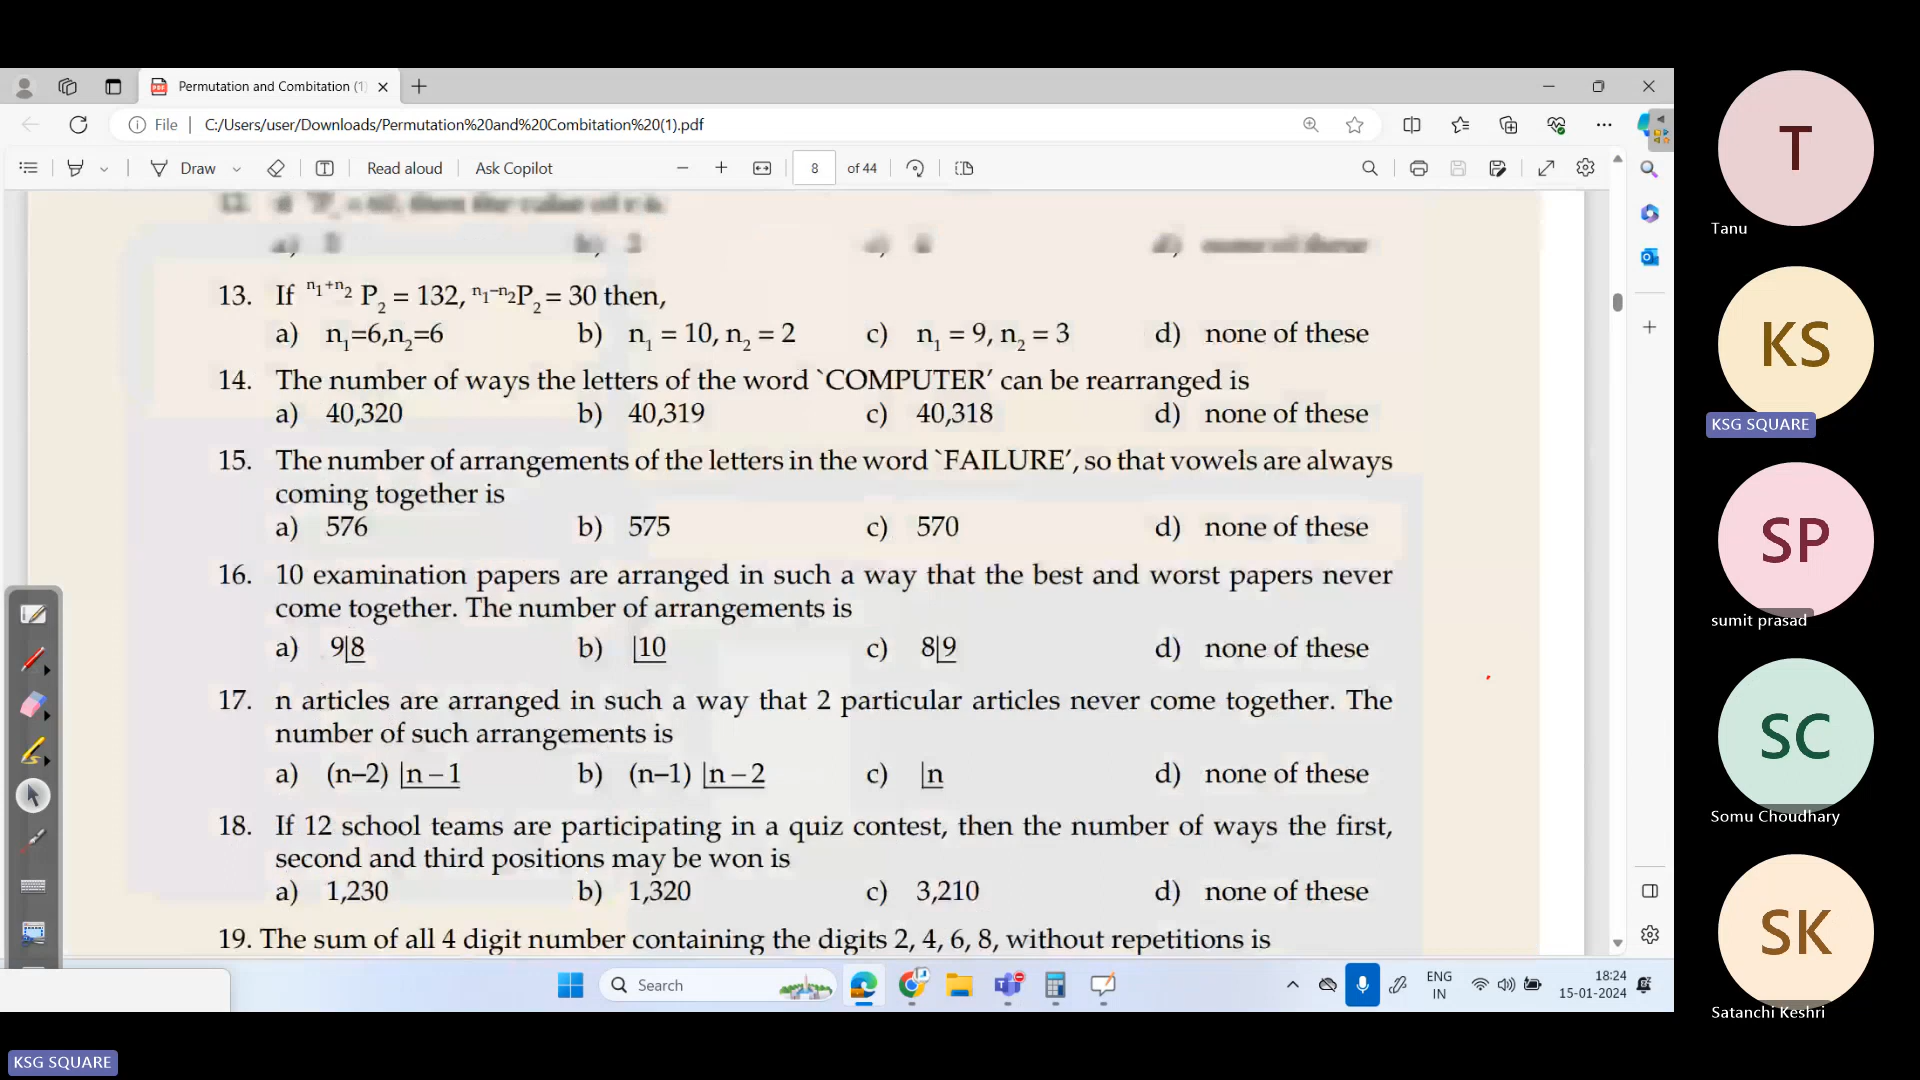 Permutation and Combitation (1)
File
C:/Users/user/Downloads/Permutation%20and%20Combitation%20(1).pdf
Draw
Read aloud
Ask Copilot
8
of 44
13. If n₁+n₂ P₂ = 132, n₁–n₂P₂ = 30 then,
a) n₁=6,n₂=6 b) n₁ = 10, n₂ = 2 c) n₁ = 9, n₂ = 3 d) none of these
14. The number of ways the letters of the word `COMPUTER' can be rearranged is
a) 40,320 b) 40,319 c) 40,318 d) none of these
15. The number of arrangements of the letters in the word `FAILURE', so that vowels are always
coming together is
a) 576 b) 575 c) 570 d) none of these
16. 10 examination papers are arranged in such a way that the best and worst papers never
come together. The number of arrangements is
a) 9|8 b) |10 c) 8|9 d) none of these
17. n articles are arranged in such a way that 2 particular articles never come together. The
number of such arrangements is
a) (n–2) |n – 1 b) (n–1) |n – 2 c) |n d) none of these
18. If 12 school teams are participating in a quiz contest, then the number of ways the first,
second and third positions may be won is
a) 1,230 b) 1,320 c) 3,210 d) none of these
19. The sum of all 4 digit number containing the digits 2, 4, 6, 8, without repetitions is
Search
ENG
IN
18:24
15-01-2024
T
Tanu
KS
KSG SQUARE
SP
sumit prasad
SC
Somu Choudhary
SK
Satanchi Keshri
KSG SQUARE